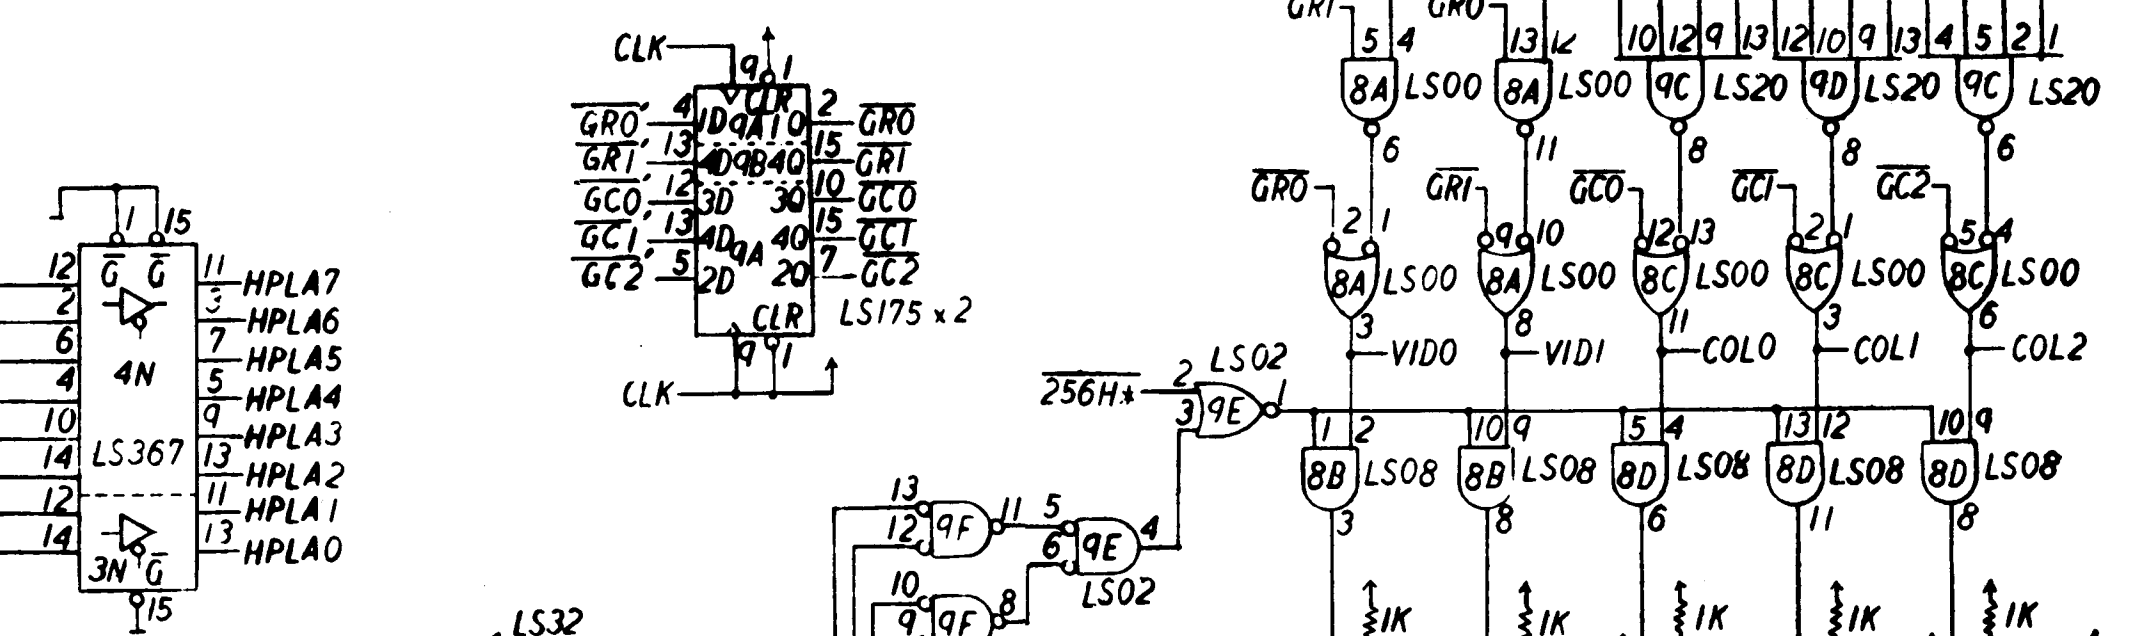 GR1 GR0
CLK 5 4 13 12 10 12 9 13 12 10 9 13 4 5 2 1
9 1
CLR 8A LS00 8A LS00 9C LS20 9D LS20 9C LS20
GR0' 4 1D 9A 1Q 2 GR0
GR1' 13 4D 9B 4Q 15 GR1 6 11 8 8 6
GC0' 12 3D 3Q 10 GC0 GR0 GR1 GC0 GC1 GC2
1 15 GC1' 13 4D 9A 4Q 15 GC1 2 1 9 10 12 13 2 1 5 4
12 G G 11 HPLA7 GC2' 5 2D 2Q 7 GC2 8A LS00 8A LS00 8C LS00 8C LS00 8C LS00
2 3 HPLA6 CLR LS175 x 2 3 8 11 3 6
6 7 HPLA5 9 1 LS02 VID0 VID1 COL0 COL1 COL2
4 4N 5 HPLA4 CLK 256H* 2 9E 1
10 9 HPLA3 3 1 2 10 9 5 4 13 12 10 9
14 LS367 13 HPLA2 8B LS08 8B LS08 8D LS08 8D LS08 8D LS08
12 11 HPLA1 13 9F 11 5 4 3 8 6 11 8
14 13 HPLA0 12 6 9E
3N G LS02
15 10 9F 8
LS32 9 1K 1K 1K 1K 1K